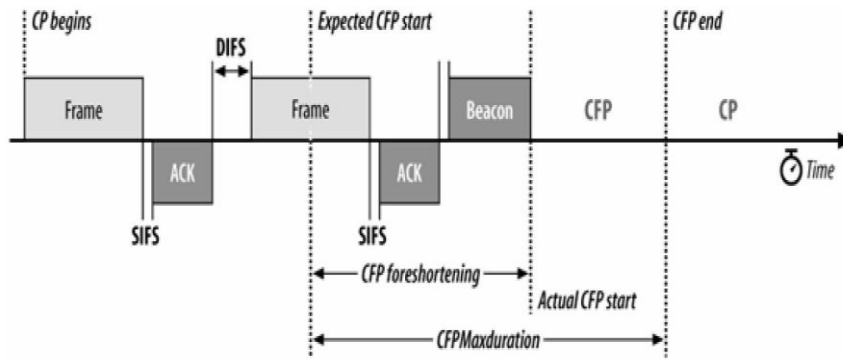 CP begins
Expected CFP start
CFP end
DIFS
Frame
Frame
Beacon
CFP
CP
ACK
ACK
Time
SIFS
SIFS
CFP foreshortening
Actual CFP start
CFPMaxduration